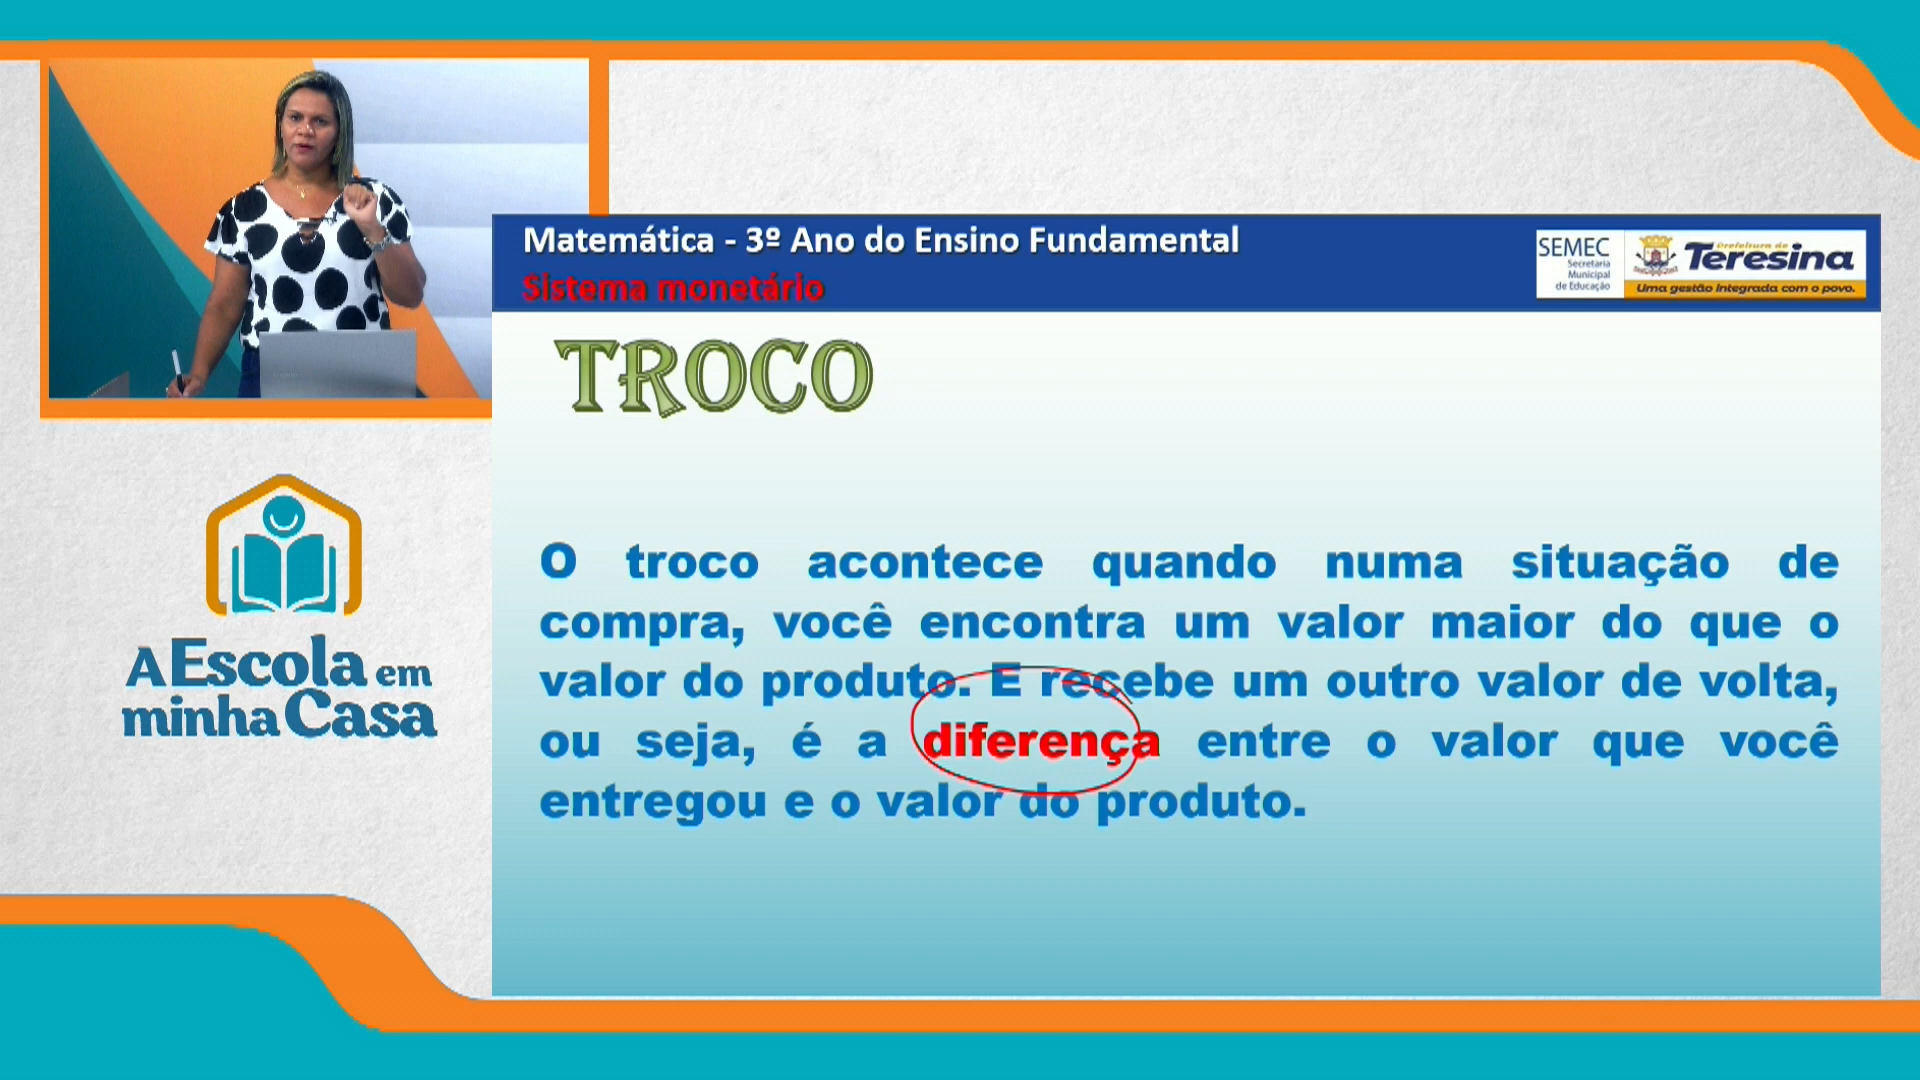 Matemática - 3º Ano do Ensino Fundamental
Sistema monetário
SEMEC
Secretaria
Municipal
de Educação
Prefeitura de
Teresina
Uma gestão integrada com o povo.
TROCO
O troco acontece quando numa situação de
compra, você encontra um valor maior do que o
valor do produto. E recebe um outro valor de volta,
ou seja, é a diferença entre o valor que você
entregou e o valor do produto.
A Escola em
minha Casa